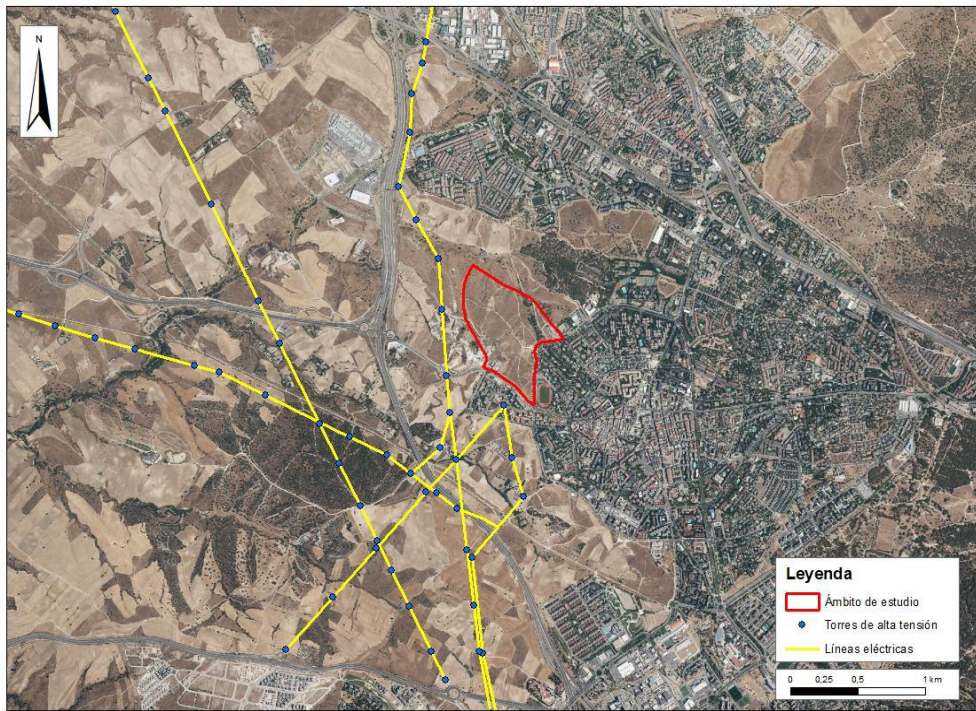 N
Leyenda
Ámbito de estudio
Torres de alta tensión
Líneas eléctricas
0 0,25 0,5 1 km